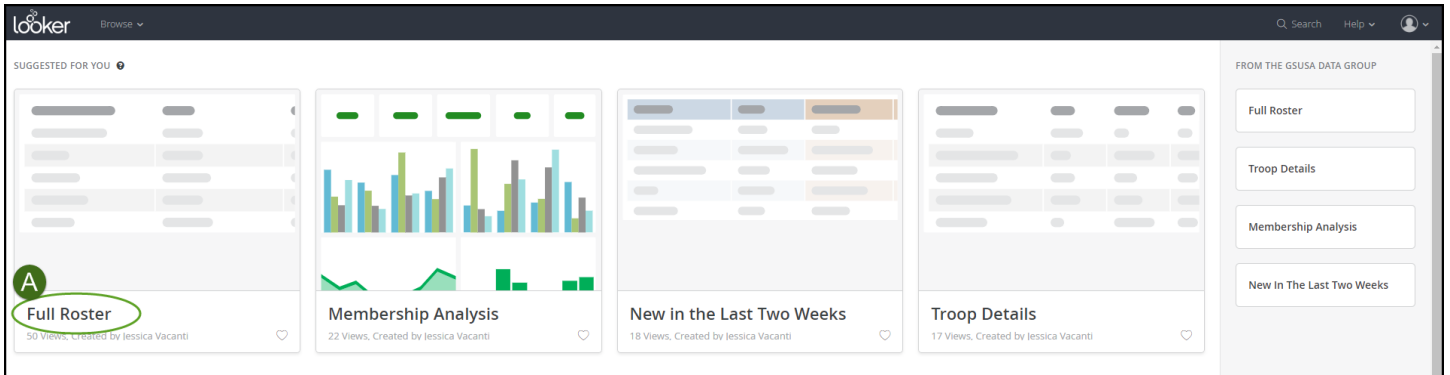 looker
Browse
Search
Help
SUGGESTED FOR YOU ?
FROM THE GSUSA DATA GROUP
A
Full Roster
50 Views, Created by Jessica Vacanti
Membership Analysis
22 Views, Created by Jessica Vacanti
New in the Last Two Weeks
18 Views, Created by Jessica Vacanti
Troop Details
17 Views, Created by Jessica Vacanti
Full Roster
Troop Details
Membership Analysis
New In The Last Two Weeks